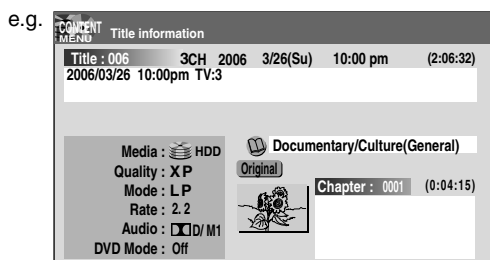 e.g.
CONTENT MENU Title information
Title : 006 3CH 2006 3/26(Su) 10:00 pm (2:06:32)
2006/03/26 10:00pm TV:3
Media : HDD
Quality : XP
Mode : LP
Rate : 2.2
Audio : D/M1
DVD Mode : Off
Documentary/Culture(General)
Original
Chapter : 0001 (0:04:15)